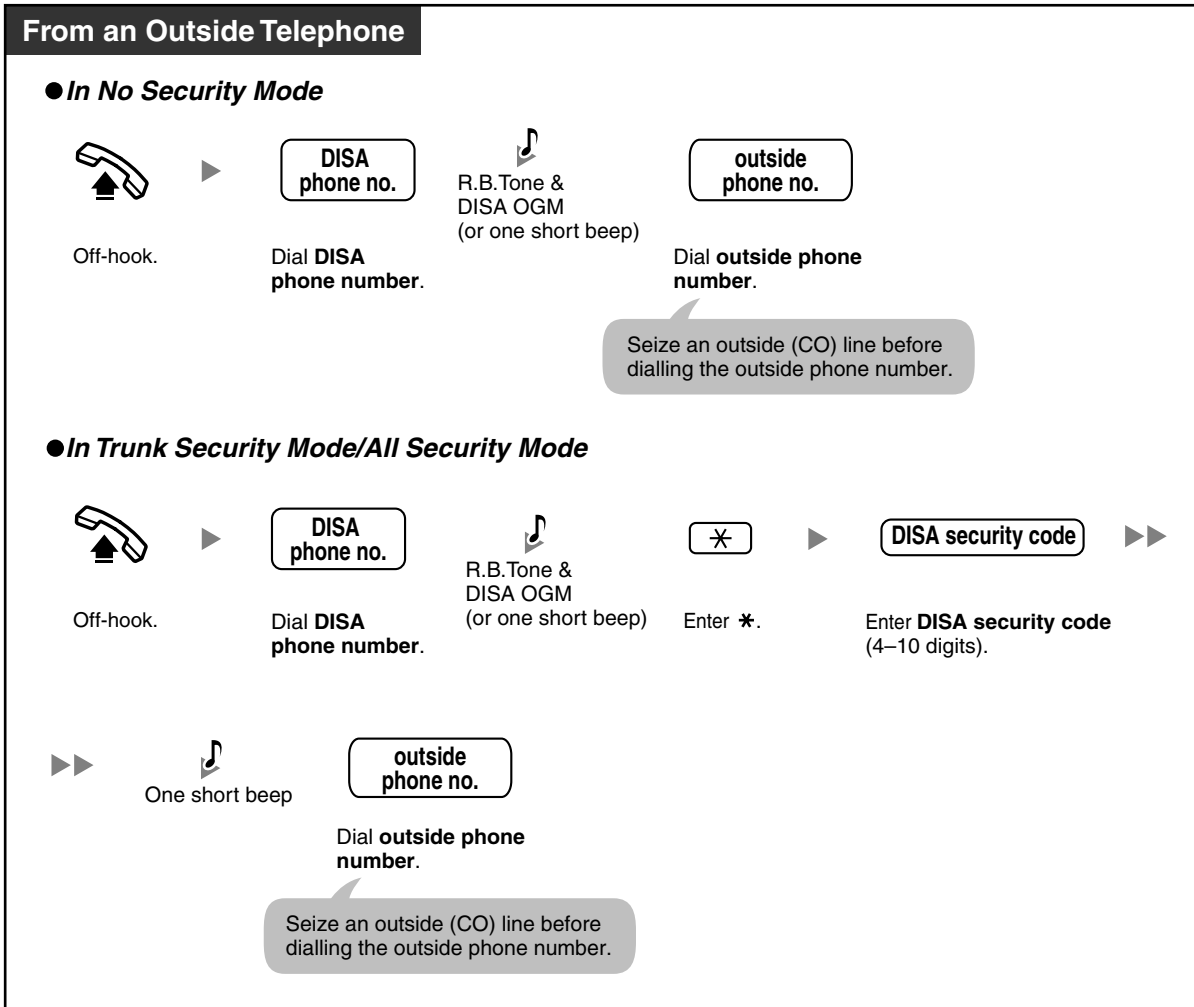 From an Outside Telephone
●In No Security Mode
DISA
phone no.
R.B.Tone &
DISA OGM
(or one short beep)
outside
phone no.
Off-hook.
Dial DISA
phone number.
Dial outside phone
number.
Seize an outside (CO) line before
dialling the outside phone number.
●In Trunk Security Mode/All Security Mode
DISA
phone no.
R.B.Tone &
DISA OGM
(or one short beep)
*
DISA security code
Off-hook.
Dial DISA
phone number.
Enter *.
Enter DISA security code
(4–10 digits).
One short beep
outside
phone no.
Dial outside phone
number.
Seize an outside (CO) line before
dialling the outside phone number.